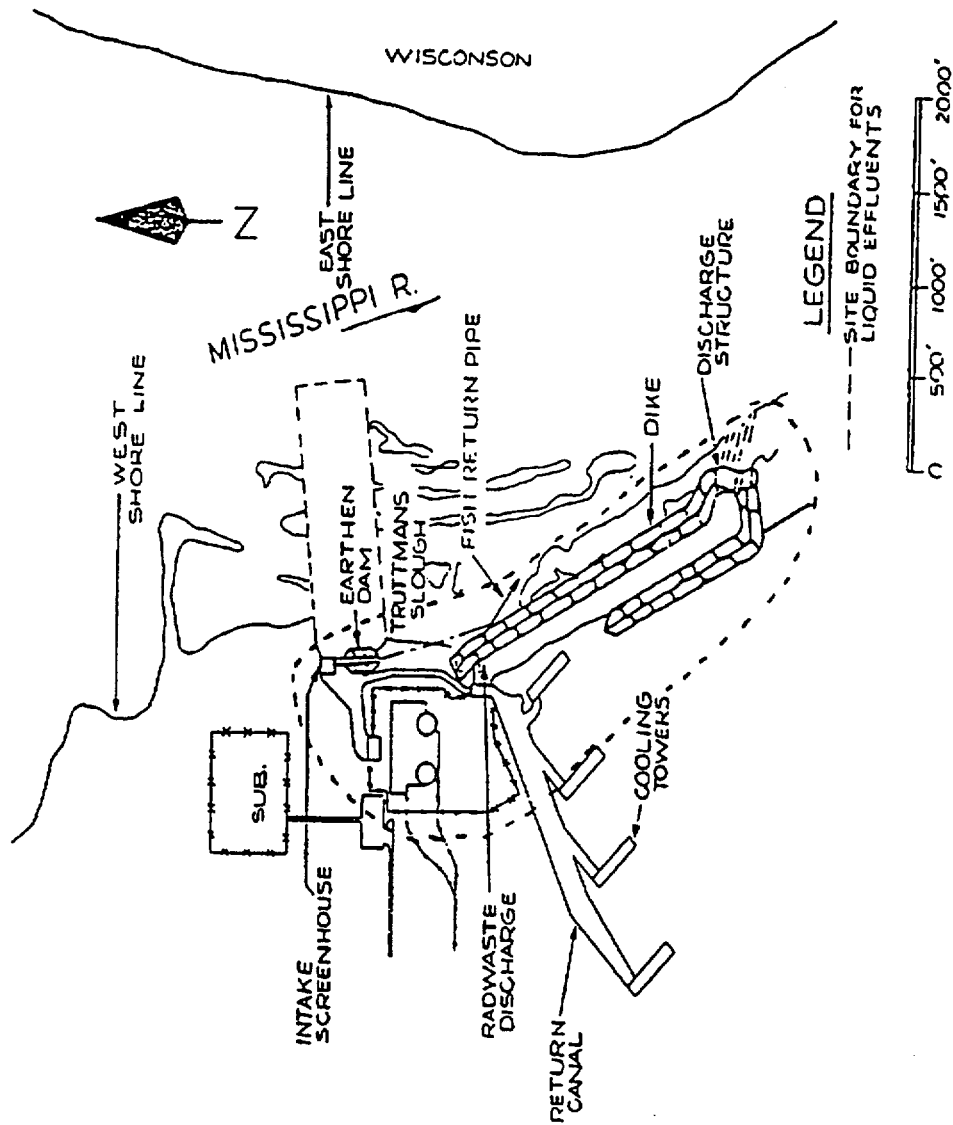 WISCONSON
EAST
SHORE LINE
N
MISSISSIPPI R.
WEST
SHORE LINE
EARTHEN
DAM
TRUTTMANS
SLOUGH
FISH RETURN PIPE
DIKE
DISCHARGE
STRUCTURE
SUB.
INTAKE
SCREENHOUSE
RADWASTE
DISCHARGE
RETURN
CANAL
COOLING
TOWERS
LEGEND
SITE BOUNDARY FOR
LIQUID EFFLUENTS
0 500' 1000' 1500' 2000'